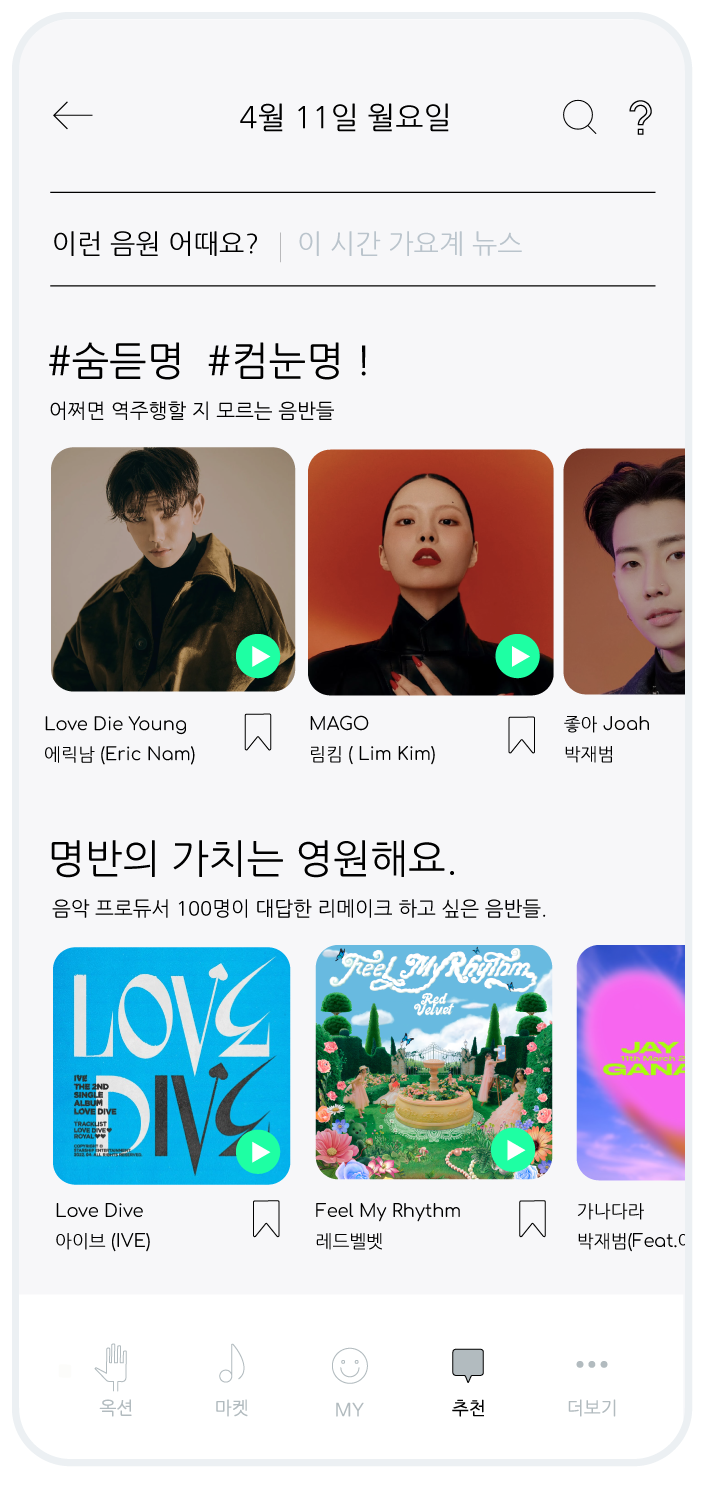 4월 11일 월요일
이런 음원 어때요? | 이 시간 가요계 뉴스
#숨듣명 #컴눈명 !
어쩌면 역주행할 지 모르는 음반들
Love Die Young
에릭남 (Eric Nam)
MAGO
림킴 ( Lim Kim)
좋아 Joah
박재범
명반의 가치는 영원해요.
음악 프로듀서 100명이 대답한 리메이크 하고 싶은 음반들.
LOVE
DIVE
IVE
THE 2ND
SINGLE
ALBUM
LOVE DIVE
TRACKLIST
LOVE DIVE♥
ROYAL♥♥
COPYRIGHT ©
STARSHIP ENTERTAINMENT.
Feel My Rhythm
Red
Velvet
JAY
11th March 2
GANA
Love Dive
아이브 (IVE)
Feel My Rhythm
레드벨벳
가나다라
박재범(Feat.
옥션
마켓
MY
추천
더보기